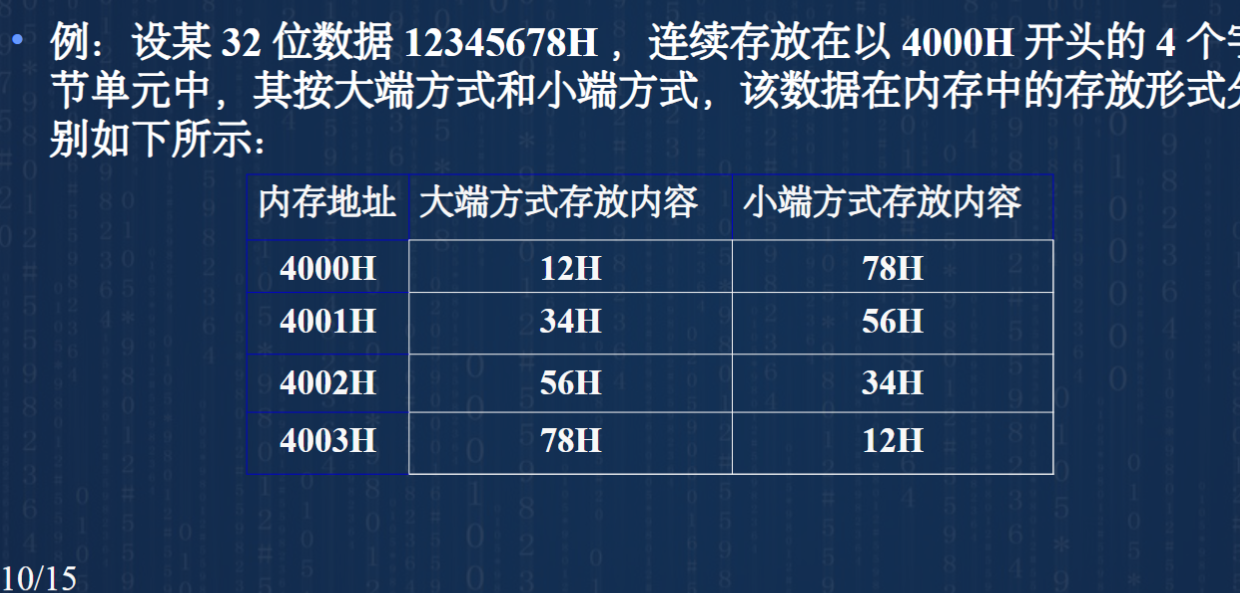 • 例：设某 32 位数据 12345678H ，连续存放在以 4000H 开头的 4 个
节单元中，其按大端方式和小端方式，该数据在内存中的存放形式
别如下所示：
内存地址 大端方式存放内容 小端方式存放内容
4000H 12H 78H
4001H 34H 56H
4002H 56H 34H
4003H 78H 12H
10/15